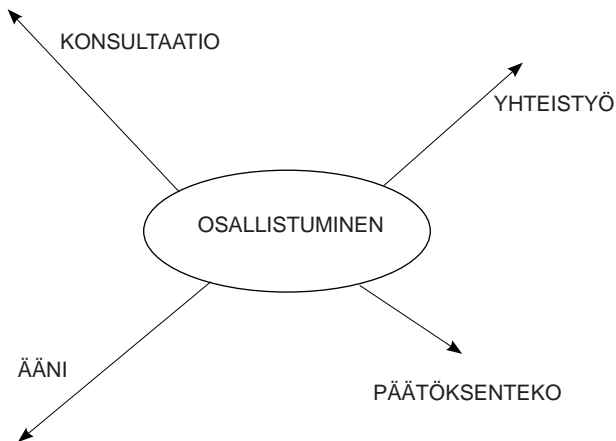 KONSULTAATIO
YHTEISTYÖ
OSALLISTUMINEN
ÄÄNI
PÄÄTÖKSENTEKO